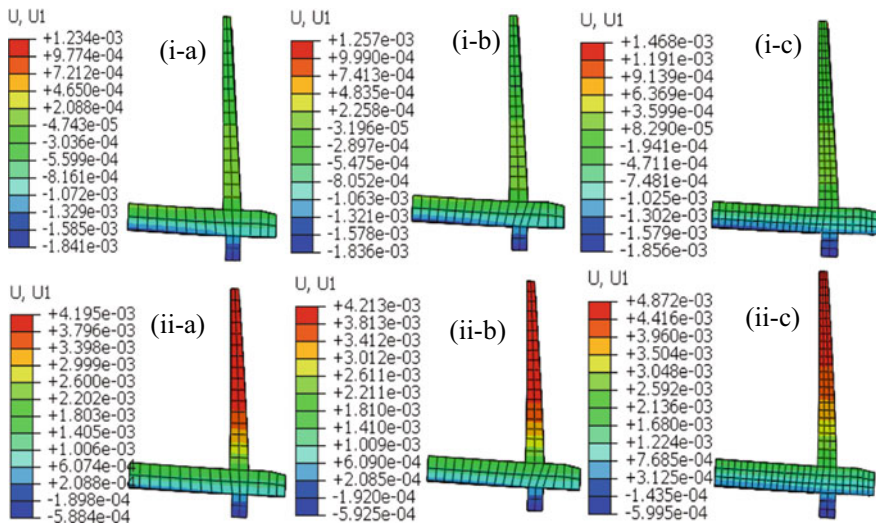 U, U1
+1.234e-03
+9.774e-04
+7.212e-04
+4.650e-04
+2.088e-04
-4.743e-05
-3.036e-04
-5.599e-04
-8.161e-04
-1.072e-03
-1.329e-03
-1.585e-03
-1.841e-03
(i-a)
U, U1
+1.257e-03
+9.990e-04
+7.413e-04
+4.835e-04
+2.258e-04
-3.196e-05
-2.897e-04
-5.475e-04
-8.052e-04
-1.063e-03
-1.321e-03
-1.578e-03
-1.836e-03
(i-b)
U, U1
+1.468e-03
+1.191e-03
+9.139e-04
+6.369e-04
+3.599e-04
+8.290e-05
-1.941e-04
-4.711e-04
-7.481e-04
-1.025e-03
-1.302e-03
-1.579e-03
-1.856e-03
(i-c)
U, U1
+4.195e-03
+3.796e-03
+3.398e-03
+2.999e-03
+2.600e-03
+2.202e-03
+1.803e-03
+1.405e-03
+1.006e-03
+6.074e-04
+2.088e-04
-1.898e-04
-5.884e-04
(ii-a)
U, U1
+4.213e-03
+3.813e-03
+3.412e-03
+3.012e-03
+2.611e-03
+2.211e-03
+1.810e-03
+1.410e-03
+1.009e-03
+6.090e-04
+2.085e-04
-1.920e-04
-5.925e-04
(ii-b)
U, U1
+4.872e-03
+4.416e-03
+3.960e-03
+3.504e-03
+3.048e-03
+2.592e-03
+2.136e-03
+1.680e-03
+1.224e-03
+7.685e-04
+3.125e-04
-1.435e-04
-5.995e-04
(ii-c)